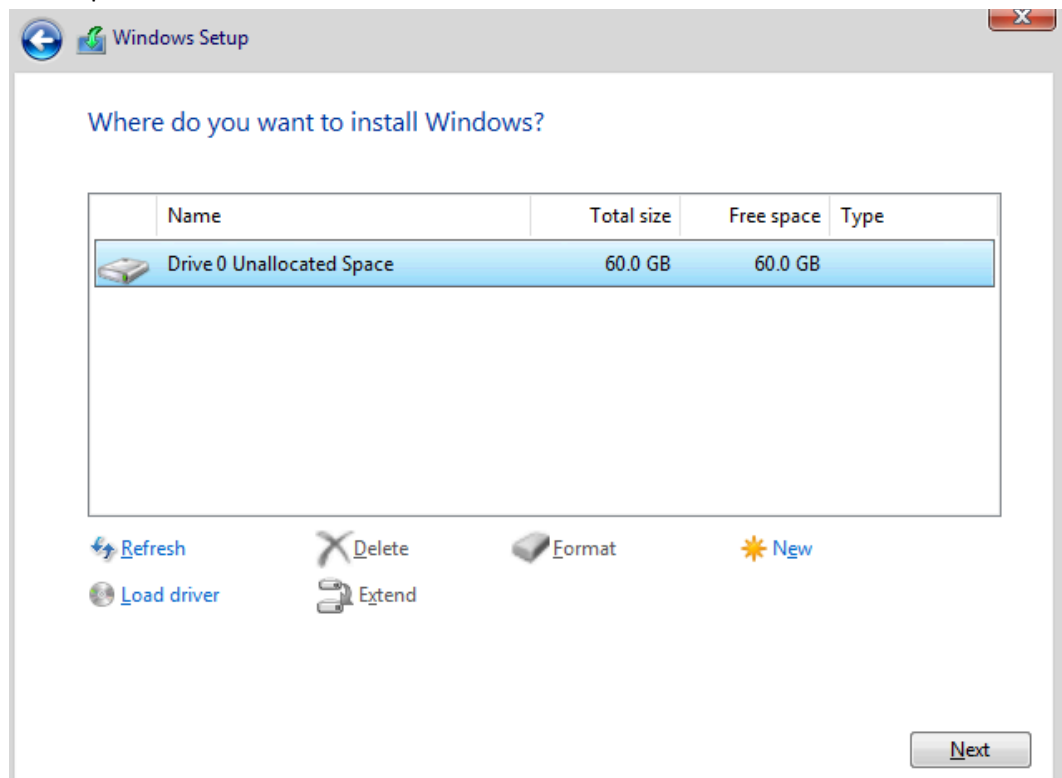 Windows Setup
Where do you want to install Windows?
Name Total size Free space Type
Drive 0 Unallocated Space 60.0 GB 60.0 GB
Refresh Delete Format New
Load driver Extend
Next